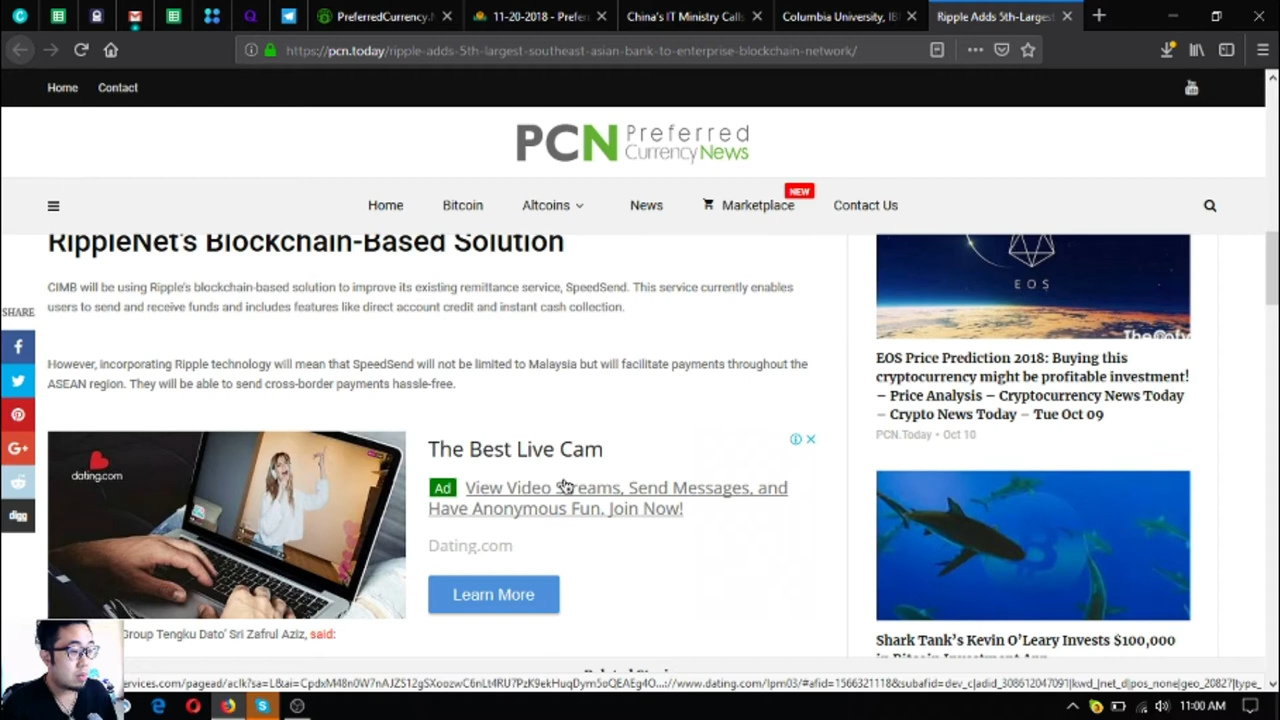 PreferredCurrency.
11-20-2018 - Prefer
China's IT Ministry Calls
Columbia University, IB
Ripple Adds 5th-Largest
https://pcn.today/ripple-adds-5th-largest-southeast-asian-bank-to-enterprise-blockchain-network/
Home Contact
PCN Preferred
Currency News
NEW
Home Bitcoin Altcoins News Marketplace Contact Us
RippleNet's Blockchain-Based Solution
CIMB will be using Ripple's blockchain-based solution to improve its existing remittance service, SpeedSend. This service currently enables
users to send and receive funds and includes features like direct account credit and instant cash collection.
However, incorporating Ripple technology will mean that SpeedSend will not be limited to Malaysia but will facilitate payments throughout the
ASEAN region. They will be able to send cross-border payments hassle-free.
SHARE
digg
dating.com
The Best Live Cam
Ad View Video Streams, Send Messages, and
Have Anonymous Fun. Join Now!
Dating.com
Learn More
Group Tengku Dato' Sri Zafrul Aziz, said:
EOS
EOS Price Prediction 2018: Buying this
cryptocurrency might be profitable investment!
– Price Analysis – Cryptocurrency News Today
– Crypto News Today – Tue Oct 09
PCN.Today • Oct 10
Shark Tank's Kevin O'Leary Invests $100,000
11:00 AM